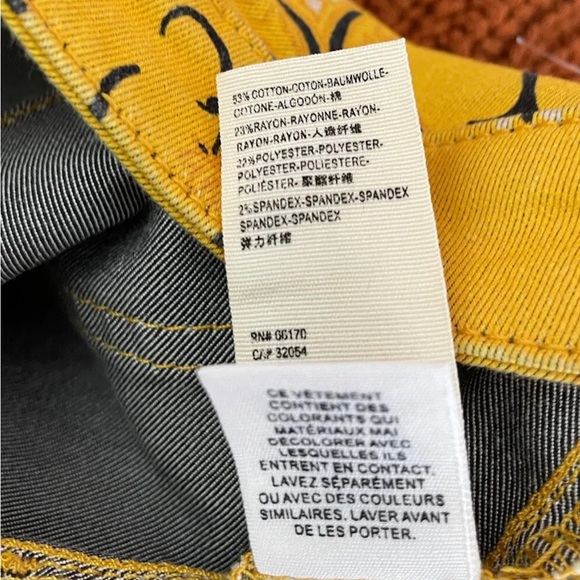 53% COTTON-COTON-BAUMWOLLE-
COTONE-ALGODÓN-棉
23%RAYON-RAYONNE-RAYON-
RAYON-RAYON-人造纤维
22%POLYESTER-POLYESTER-
POLYESTER-POLIESTERE-
POLIÉSTER- 聚酯纤维
2%SPANDEX-SPANDEX-SPANDEX
SPANDEX-SPANDEX
弹力纤维
RN# 66170
CA# 32054
CE VÊTEMENT
CONTIENT DES
COLORANTS QUI
MATÉRIAUX MAI
DÉCOLORER AVEC
LESQUELLES ILS
ENTRENT EN CONTACT.
LAVEZ SÉPARÉMENT
OU AVEC DES COULEURS
SIMILAIRES. LAVER AVANT
DE LES PORTER.